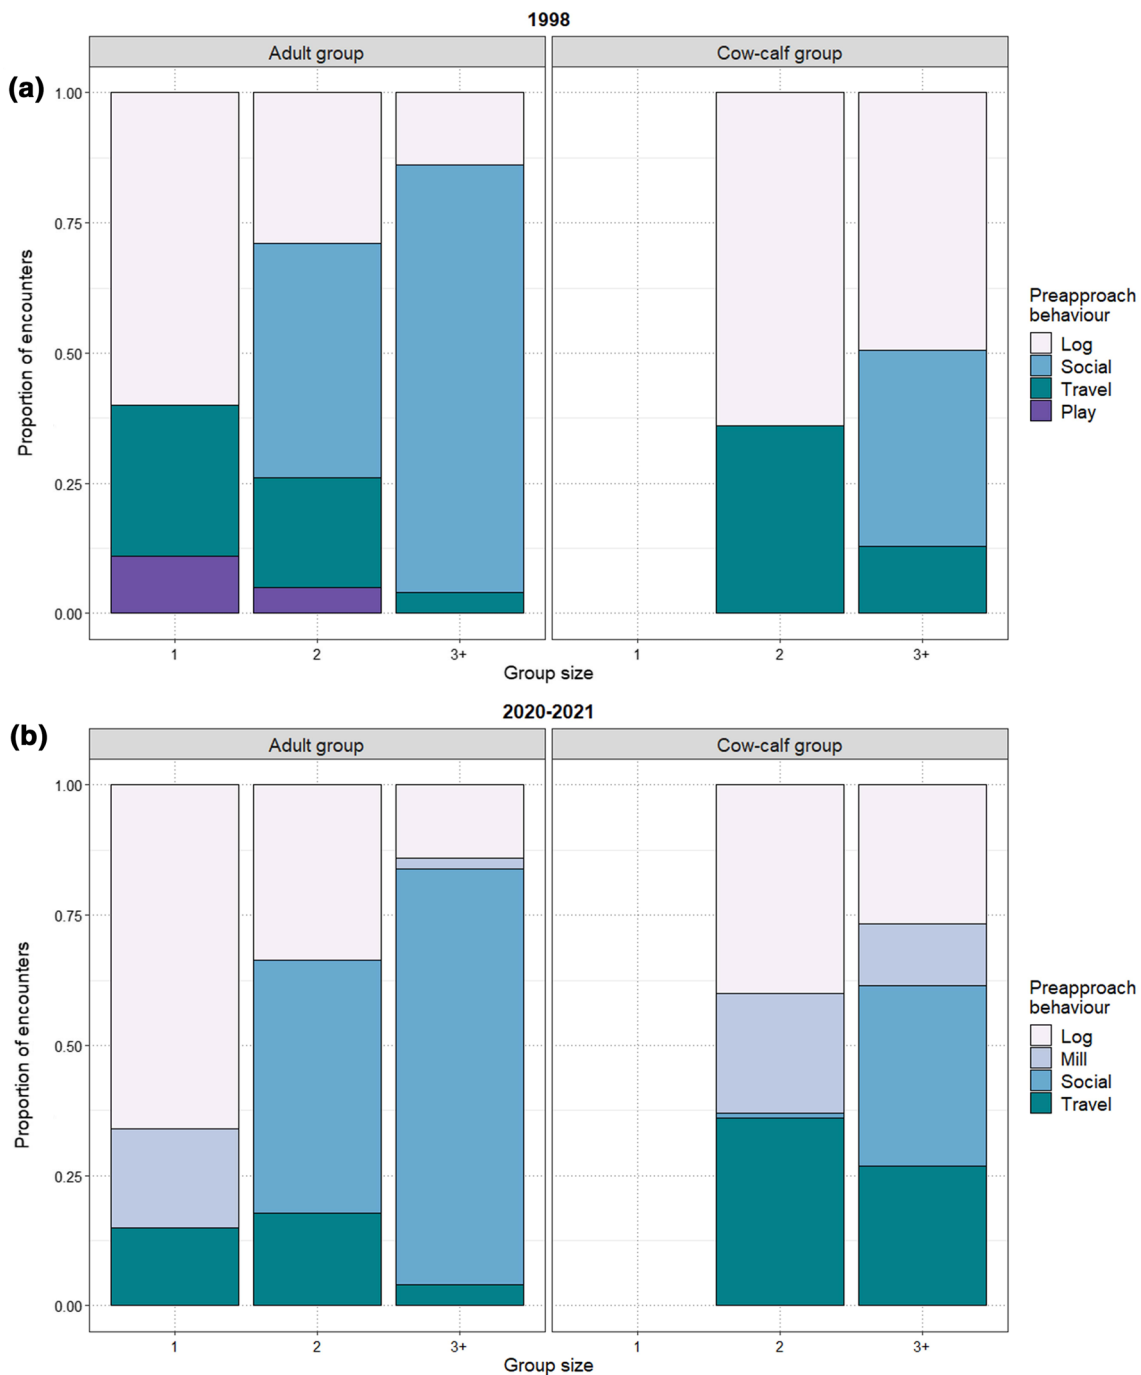 1998
Adult group
Cow-calf group
(a)
1.00
0.75
0.50
0.25
0.00
Proportion of encounters
1
2
3+
1
2
3+
Group size
Preapproach
behaviour
Log
Social
Travel
Play
2020-2021
(b)
Adult group
Cow-calf group
1.00
0.75
0.50
0.25
0.00
Proportion of encounters
1
2
3+
1
2
3+
Group size
Preapproach
behaviour
Log
Mill
Social
Travel